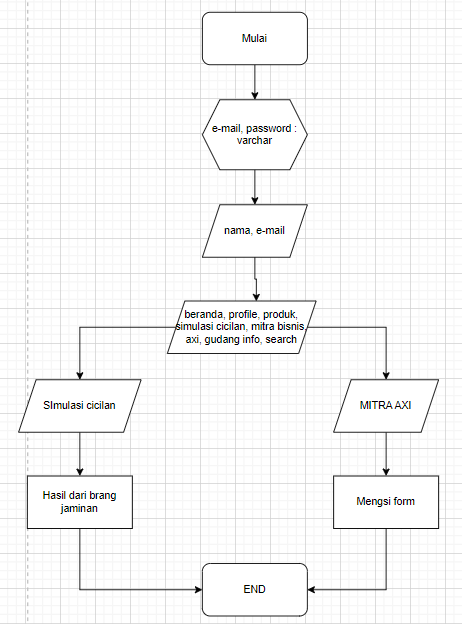 Mulai
e-mail, password :
varchar
nama, e-mail
beranda, profile, produk,
simulasi cicilan, mitra bisnis
axi, gudang info, search
SImulasi cicilan
MITRA AXI
Hasil dari brang
jaminan
Mengsi form
END